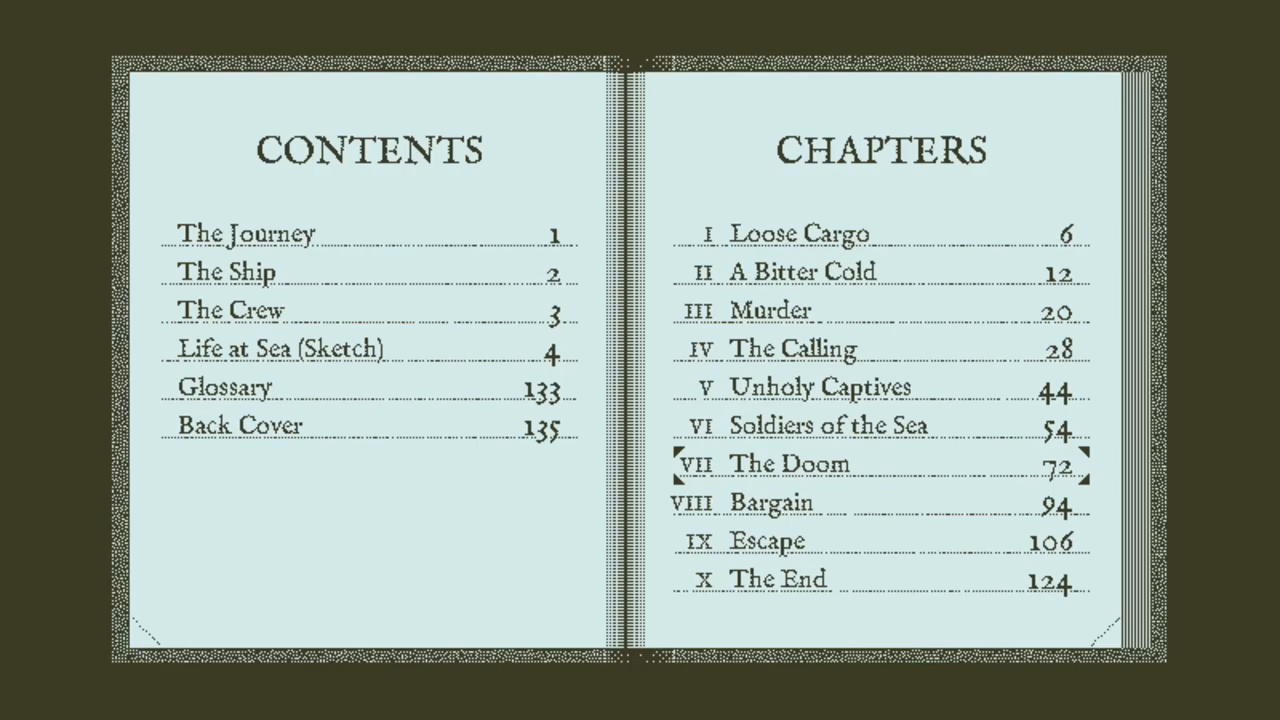 CONTENTS
The Journey 1
The Ship 2
The Crew 3
Life at Sea (Sketch) 4
Glossary 133
Back Cover 135
CHAPTERS
I Loose Cargo 6
II A Bitter Cold 12
III Murder 20
IV The Calling 28
V Unholy Captives 44
VI Soldiers of the Sea 54
VII The Doom 72
VIII Bargain 94
IX Escape 106
X The End 124